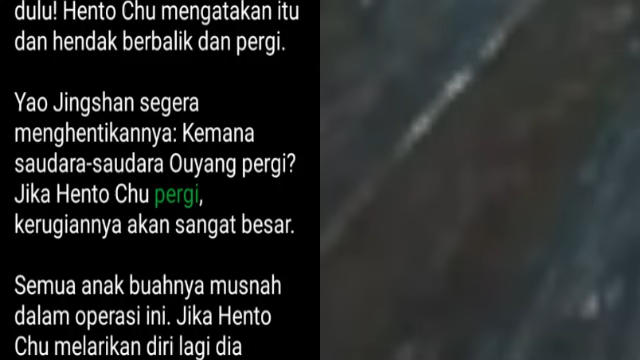 dulu! Hento Chu mengatakan itu
dan hendak berbalik dan pergi.
Yao Jingshan segera
menghentikannya: Kemana
saudara-saudara Ouyang pergi?
Jika Hento Chu pergi,
kerugiannya akan sangat besar.
Semua anak buahnya musnah
dalam operasi ini. Jika Hento
Chu melarikan diri lagi dia